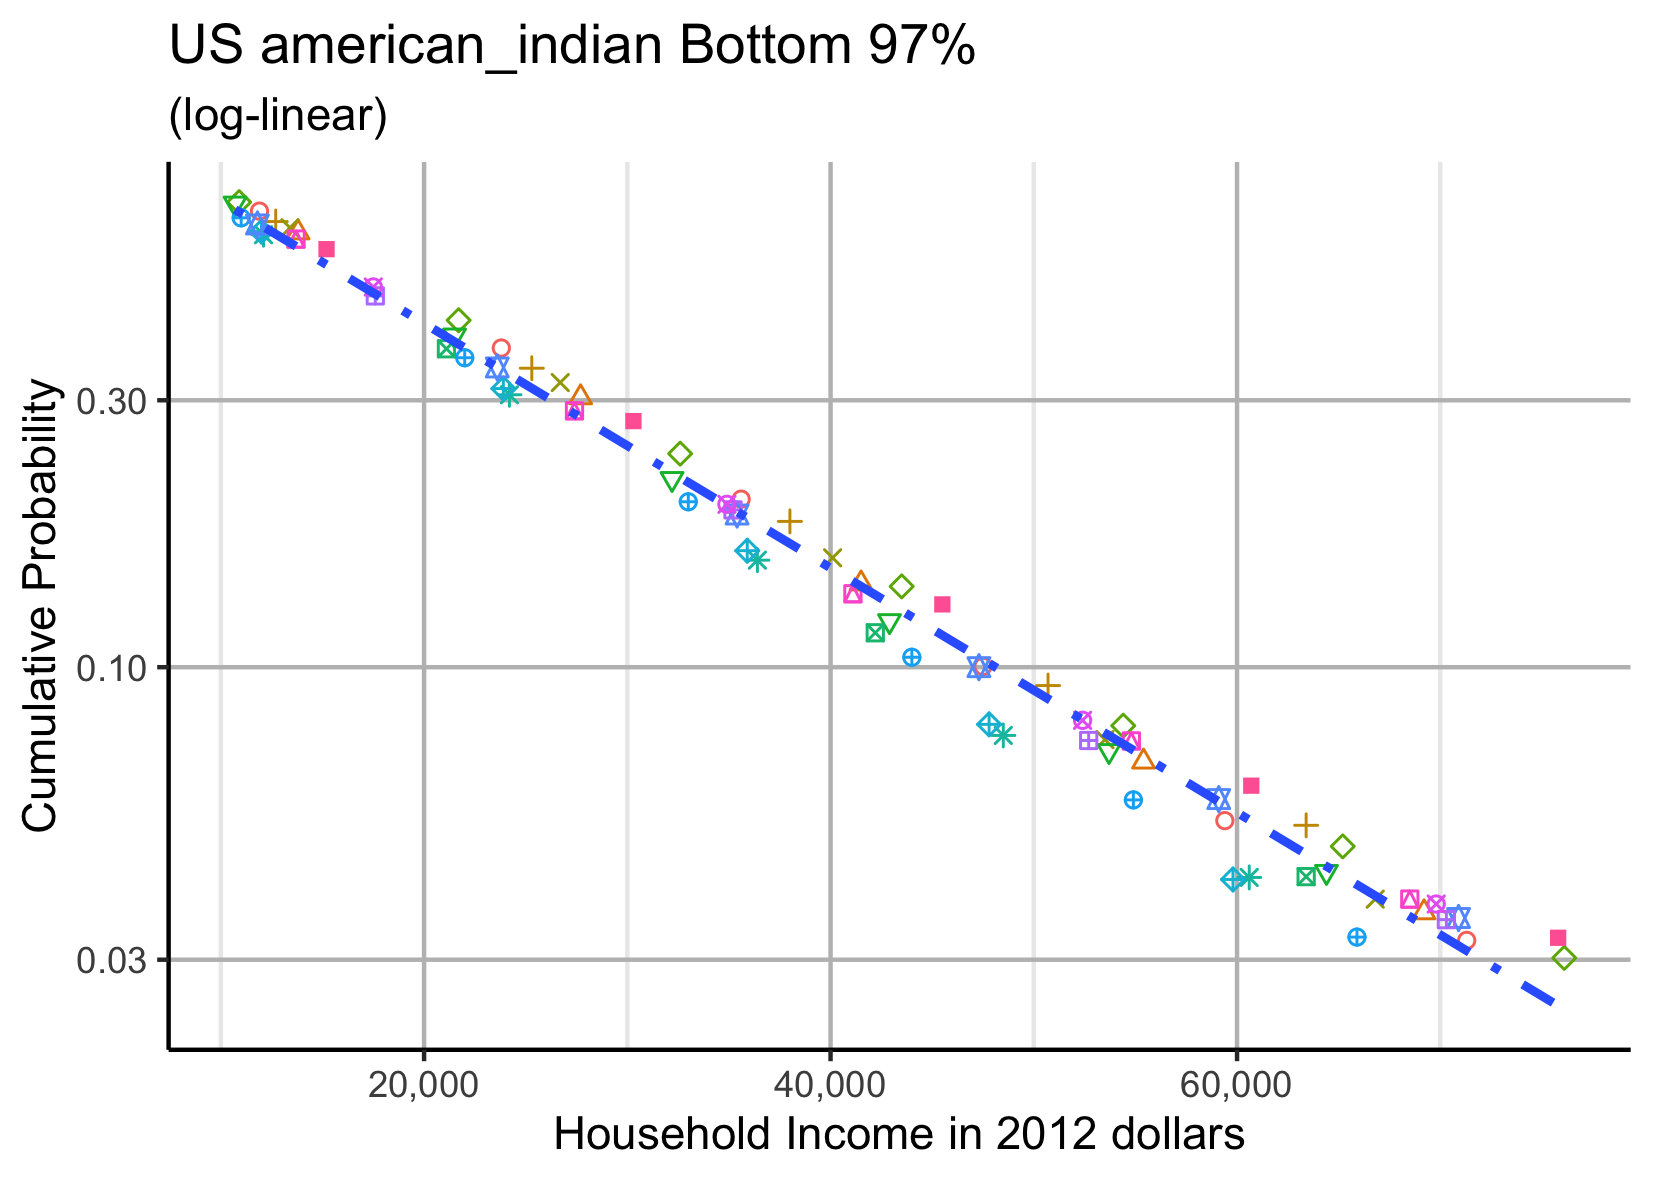 US american_indian Bottom 97%
(log-linear)
Cumulative Probability
0.30
0.10
0.03
20,000
40,000
60,000
Household Income in 2012 dollars